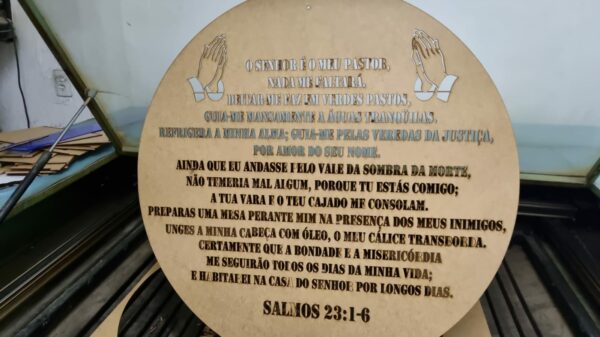 O SENHOR É O MEU PASTOR,
NADA ME FALTARÁ.
DEITAR-ME FAZ EM VERDES PASTOS,
GUIA-ME MANSAMENTE A ÁGUAS TRANQUILAS.
REFRIGERA A MINHA ALMA; GUIA-ME PELAS VEREDAS DA JUSTIÇA,
POR AMOR DO SEU NOME.
AINDA QUE EU ANDASSE PELO VALE DA SOMBRA DA MORTE,
NÃO TEMERIA MAL ALGUM, PORQUE TU ESTÁS COMIGO;
A TUA VARA E O TEU CAJADO ME CONSOLAM.
PREPARAS UMA MESA PERANTE MIM NA PRESENÇA DOS MEUS INIMIGOS,
UNGES A MINHA CABEÇA COM ÓLEO, O MEU CÁLICE TRANSBORDA.
CERTAMENTE QUE A BONDADE E A MISERICÓRDIA
ME SEGUIRÃO TODOS OS DIAS DA MINHA VIDA;
E HABITAREI NA CASA DO SENHOR POR LONGOS DIAS.
SALMOS 23:1-6